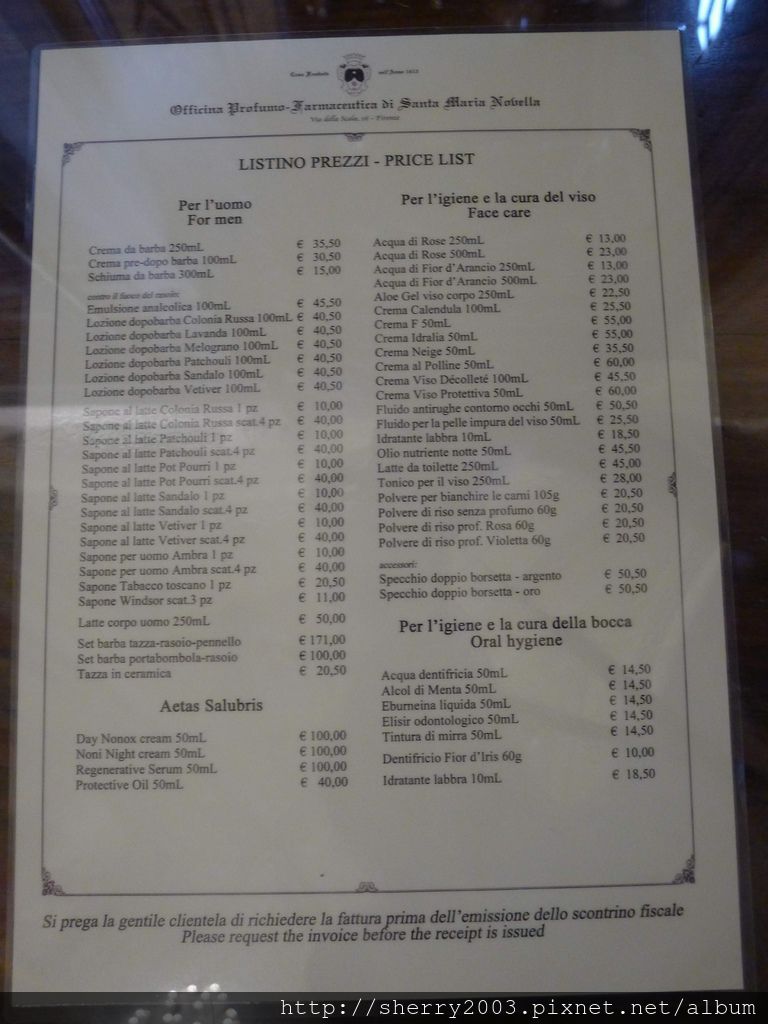 Casa Fondata nell'Anno 1612
Officina Profumo-Farmaceutica di Santa Maria Novella
Via della Scala, 16 - Firenze
LISTINO PREZZI - PRICE LIST
Per l'uomo
For men
Crema da barba 250mL € 35,50
Crema pre-dopo barba 100mL € 30,50
Schiuma da barba 300mL € 15,00
contro il fuoco del rasoio:
Emulsione analcolica 100mL € 45,50
Lozione dopobarba Colonia Russa 100mL € 40,50
Lozione dopobarba Lavanda 100mL € 40,50
Lozione dopobarba Melograno 100mL € 40,50
Lozione dopobarba Patchouli 100mL € 40,50
Lozione dopobarba Sandalo 100mL € 40,50
Lozione dopobarba Vetiver 100mL € 40,50
Sapone al latte Colonia Russa 1 pz € 10,00
Sapone al latte Colonia Russa scat.4 pz € 40,00
Sapone al latte Patchouli 1 pz € 10,00
Sapone al latte Patchouli scat.4 pz € 40,00
Sapone al latte Pot Pourri 1 pz € 10,00
Sapone al latte Pot Pourri scat.4 pz € 40,00
Sapone al latte Sandalo 1 pz € 10,00
Sapone al latte Sandalo scat.4 pz € 40,00
Sapone al latte Vetiver 1 pz € 10,00
Sapone al latte Vetiver scat.4 pz € 40,00
Sapone per uomo Ambra 1 pz € 10,00
Sapone per uomo Ambra scat.4 pz € 40,00
Sapone Tabacco toscano 1 pz € 20,50
Sapone Windsor scat.3 pz € 11,00
Latte corpo uomo 250mL € 50,00
Set barba tazza-rasoio-pennello € 171,00
Set barba portabombola-rasoio € 100,00
Tazza in ceramica € 20,50
Aetas Salubris
Day Nonox cream 50mL € 100,00
Noni Night cream 50mL € 100,00
Regenerative Serum 50mL € 100,00
Protective Oil 50mL € 40,00
Per l'igiene e la cura del viso
Face care
Acqua di Rose 250mL € 13,00
Acqua di Rose 500mL € 23,00
Acqua di Fior d'Arancio 250mL € 13,00
Acqua di Fior d'Arancio 500mL € 23,00
Aloe Gel viso corpo 250mL € 22,50
Crema Calendula 100mL € 25,50
Crema F 50mL € 55,00
Crema Idralia 50mL € 55,00
Crema Neige 50mL € 35,50
Crema al Polline 50mL € 60,00
Crema Viso Décolleté 100mL € 45,50
Crema Viso Protettiva 50mL € 60,00
Fluido antirughe contorno occhi 50mL € 50,50
Fluido per la pelle impura del viso 50mL € 25,50
Idratante labbra 10mL € 18,50
Olio nutriente notte 50mL € 45,50
Latte da toilette 250mL € 45,00
Tonico per il viso 250mL € 28,00
Polvere per bianchire le carni 105g € 20,50
Polvere di riso senza profumo 60g € 20,50
Polvere di riso prof. Rosa 60g € 20,50
Polvere di riso prof. Violetta 60g € 20,50
accessori:
Specchio doppio borsetta - argento € 50,50
Specchio doppio borsetta - oro € 50,50
Per l'igiene e la cura della bocca
Oral hygiene
Acqua dentifricia 50mL € 14,50
Alcol di Menta 50mL € 14,50
Eburneina liquida 50mL € 14,50
Elisir odontologico 50mL € 14,50
Tintura di mirra 50mL € 14,50
Dentifricio Fior d'Iris 60g € 10,00
Idratante labbra 10mL € 18,50
Si prega la gentile clientela di richiedere la fattura prima dell'emissione dello scontrino fiscale
Please request the invoice before the receipt is issued
http://sherry2003.pixnet.net/album